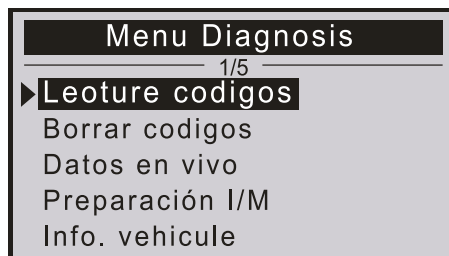 Menu Diagnosis
1/5
Leoture codigos
Borrar codigos
Datos en vivo
Preparación I/M
Info. vehicule